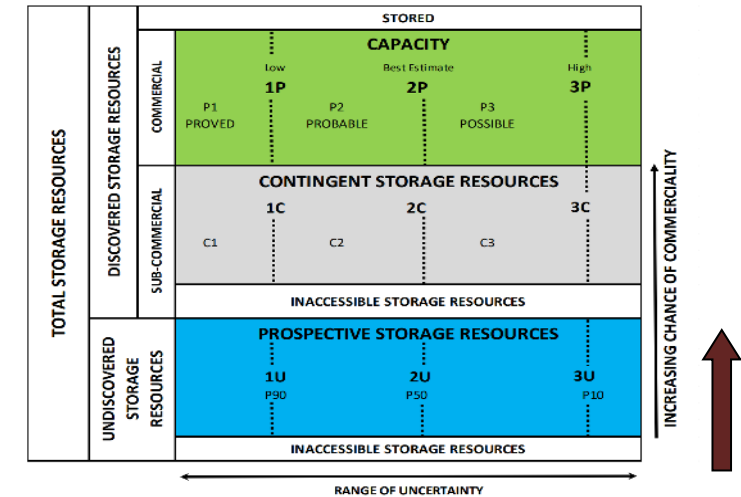 STORED
CAPACITY
Low
Best Estimate
High
1P
2P
3P
P1
P2
P3
PROVED
PROBABLE
POSSIBLE
CONTINGENT STORAGE RESOURCES
1C
2C
3C
C1
C2
C3
INACCESSIBLE STORAGE RESOURCES
PROSPECTIVE STORAGE RESOURCES
1U
2U
3U
P90
P50
P10
INACCESSIBLE STORAGE RESOURCES
RANGE OF UNCERTAINTY
TOTAL STORAGE RESOURCES
DISCOVERED STORAGE RESOURCES
COMMERCIAL
SUB-COMMERCIAL
UNDISCOVERED
STORAGE
RESOURCES
INCREASING CHANCE OF COMMERCIALITY